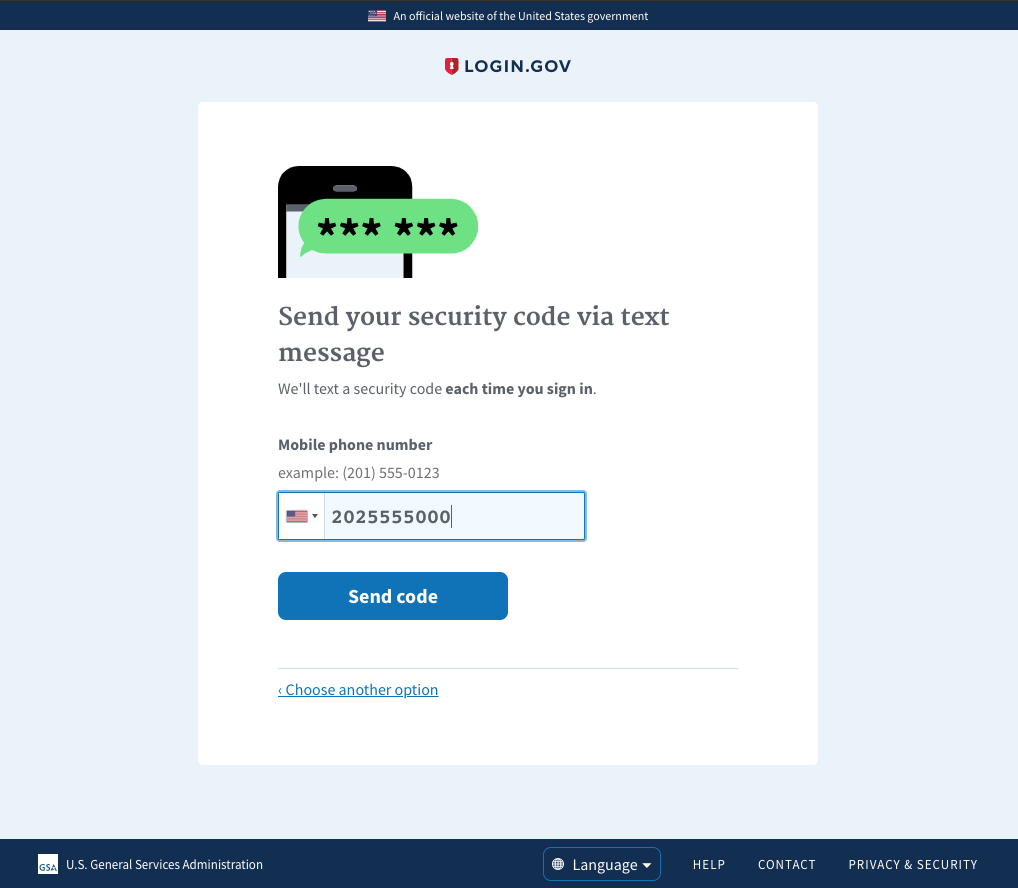 An official website of the United States government
LOGIN.GOV
*** ***
Send your security code via text
message
We'll text a security code each time you sign in.
Mobile phone number
example: (201) 555-0123
2025555000
Send code
‹ Choose another option
GSA U.S. General Services Administration
Language
HELP
CONTACT
PRIVACY & SECURITY